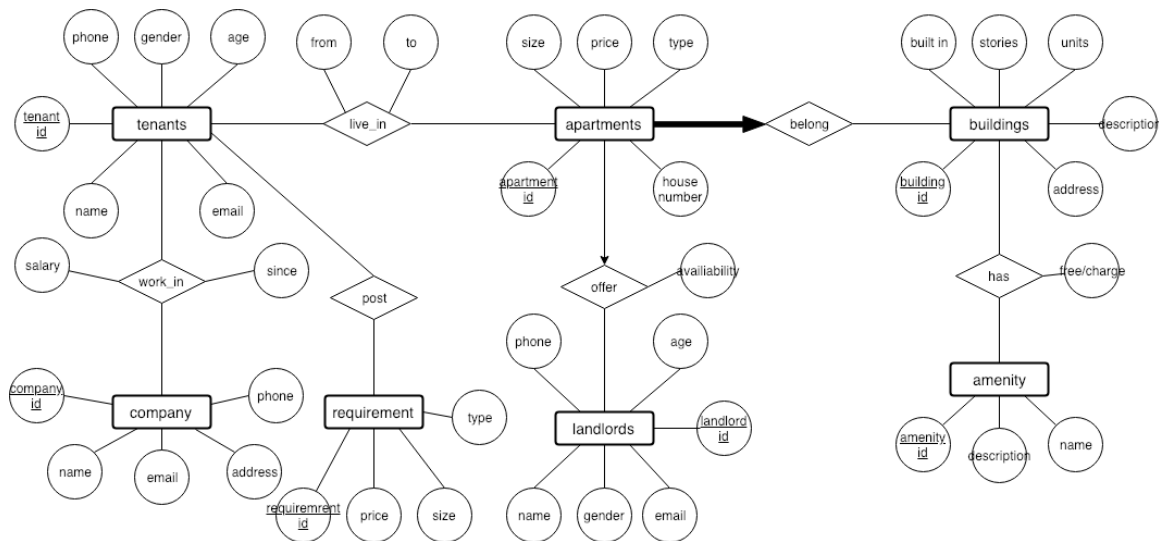 phone
gender
age
from
to
size
price
type
built in
stories
units
tenant
id
tenants
live_in
apartments
belong
buildings
description
name
email
apartment
id
house
number
building
id
address
salary
work_in
since
post
offer
availiability
has
free/charge
phone
age
company
id
company
phone
requirement
type
landlords
landlord
id
amenity
name
email
address
requiremrent
id
price
size
name
gender
email
amenity
id
description
name